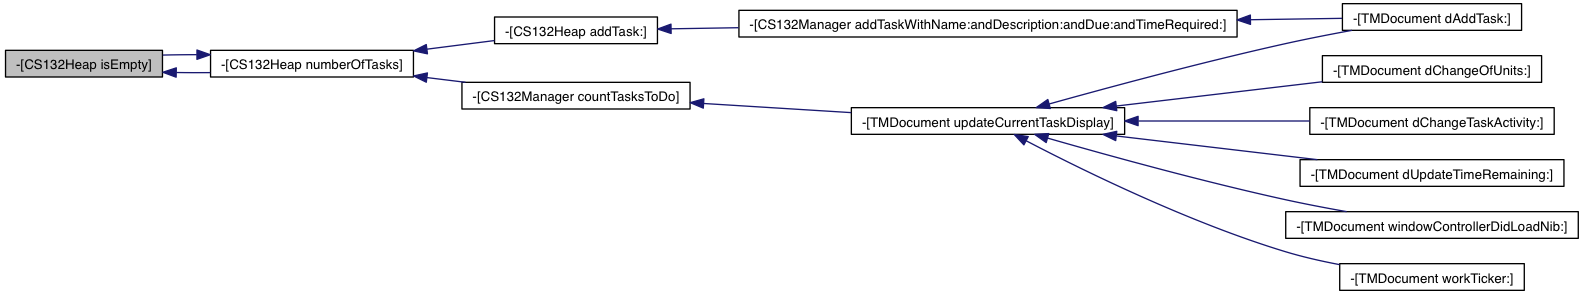 -[CS132Heap isEmpty]
-[CS132Heap numberOfTasks]
-[CS132Heap addTask:]
-[CS132Manager countTasksToDo]
-[CS132Manager addTaskWithName:andDescription:andDue:andTimeRequired:]
-[TMDocument updateCurrentTaskDisplay]
-[TMDocument dAddTask:]
-[TMDocument dChangeOfUnits:]
-[TMDocument dChangeTaskActivity:]
-[TMDocument dUpdateTimeRemaining:]
-[TMDocument windowControllerDidLoadNib:]
-[TMDocument workTicker:]